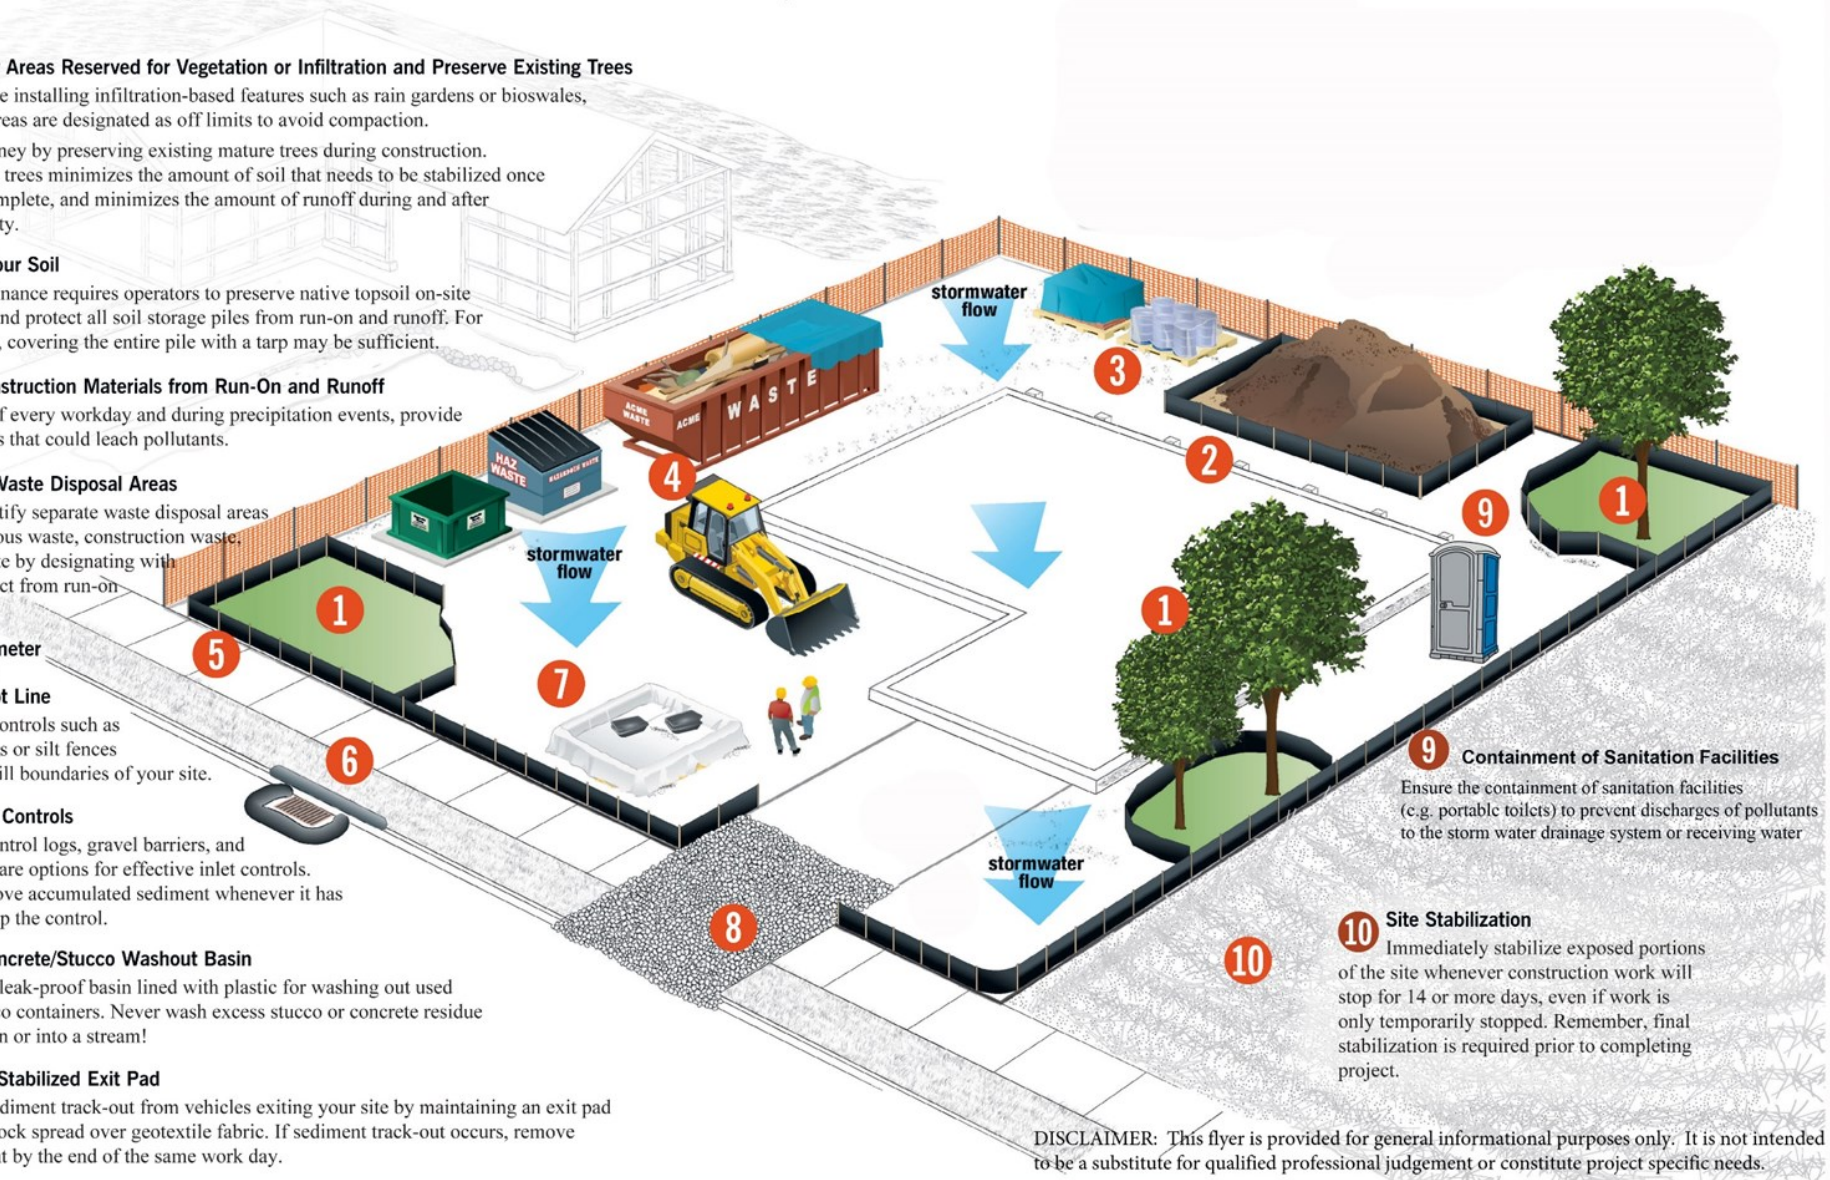 Areas Reserved for Vegetation or Infiltration and Preserve Existing Trees
e installing infiltration-based features such as rain gardens or bioswales,
reas are designated as off limits to avoid compaction.
ney by preserving existing mature trees during construction.
trees minimizes the amount of soil that needs to be stabilized once
mplete, and minimizes the amount of runoff during and after
ty.
our Soil
nance requires operators to preserve native topsoil on-site
nd protect all soil storage piles from run-on and runoff. For
, covering the entire pile with a tarp may be sufficient.
nstruction Materials from Run-On and Runoff
f every workday and during precipitation events, provide
s that could leach pollutants.
Waste Disposal Areas
tify separate waste disposal areas
ous waste, construction waste,
te by designating with
ct from run-on
meter
ot Line
ontrols such as
s or silt fences
ill boundaries of your site.
Controls
ntrol logs, gravel barriers, and
are options for effective inlet controls.
ove accumulated sediment whenever it has
p the control.
ncrete/Stucco Washout Basin
leak-proof basin lined with plastic for washing out used
o containers. Never wash excess stucco or concrete residue
n or into a stream!
Stabilized Exit Pad
diment track-out from vehicles exiting your site by maintaining an exit pad
ock spread over geotextile fabric. If sediment track-out occurs, remove
t by the end of the same work day.
stormwater
flow
3
ACME
WASTE
ACME
WASTE
HAZ
WASTE
HAZARDOUS WASTE
4
2
9
1
stormwater
flow
1
1
5
7
6
stormwater
flow
8
10
9 Containment of Sanitation Facilities
Ensure the containment of sanitation facilities
(e.g. portable toilets) to prevent discharges of pollutants
to the storm water drainage system or receiving water
10 Site Stabilization
Immediately stabilize exposed portions
of the site whenever construction work will
stop for 14 or more days, even if work is
only temporarily stopped. Remember, final
stabilization is required prior to completing
project.
DISCLAIMER: This flyer is provided for general informational purposes only. It is not intended
to be a substitute for qualified professional judgement or constitute project specific needs.